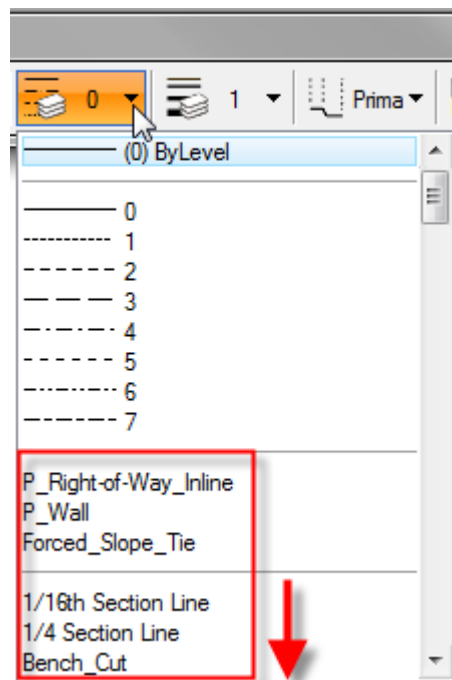 0 1 Prima
(0) ByLevel
0
1
2
3
4
5
6
7
P_Right-of-Way_Inline
P_Wall
Forced_Slope_Tie
1/16th Section Line
1/4 Section Line
Bench_Cut